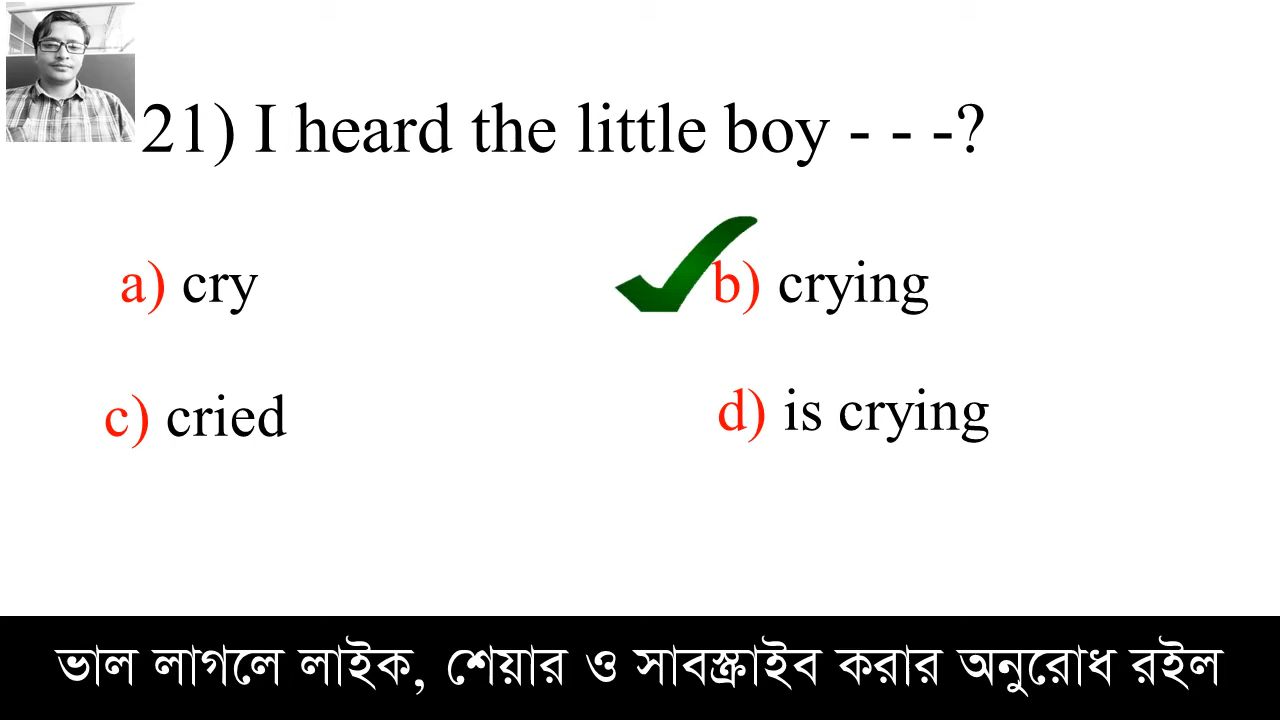 21) I heard the little boy - - -?
a) cry
b) crying
c) cried
d) is crying
ভাল লাগলে লাইক, শেয়ার ও সাবস্ক্রাইব করার অনুরোধ রইল